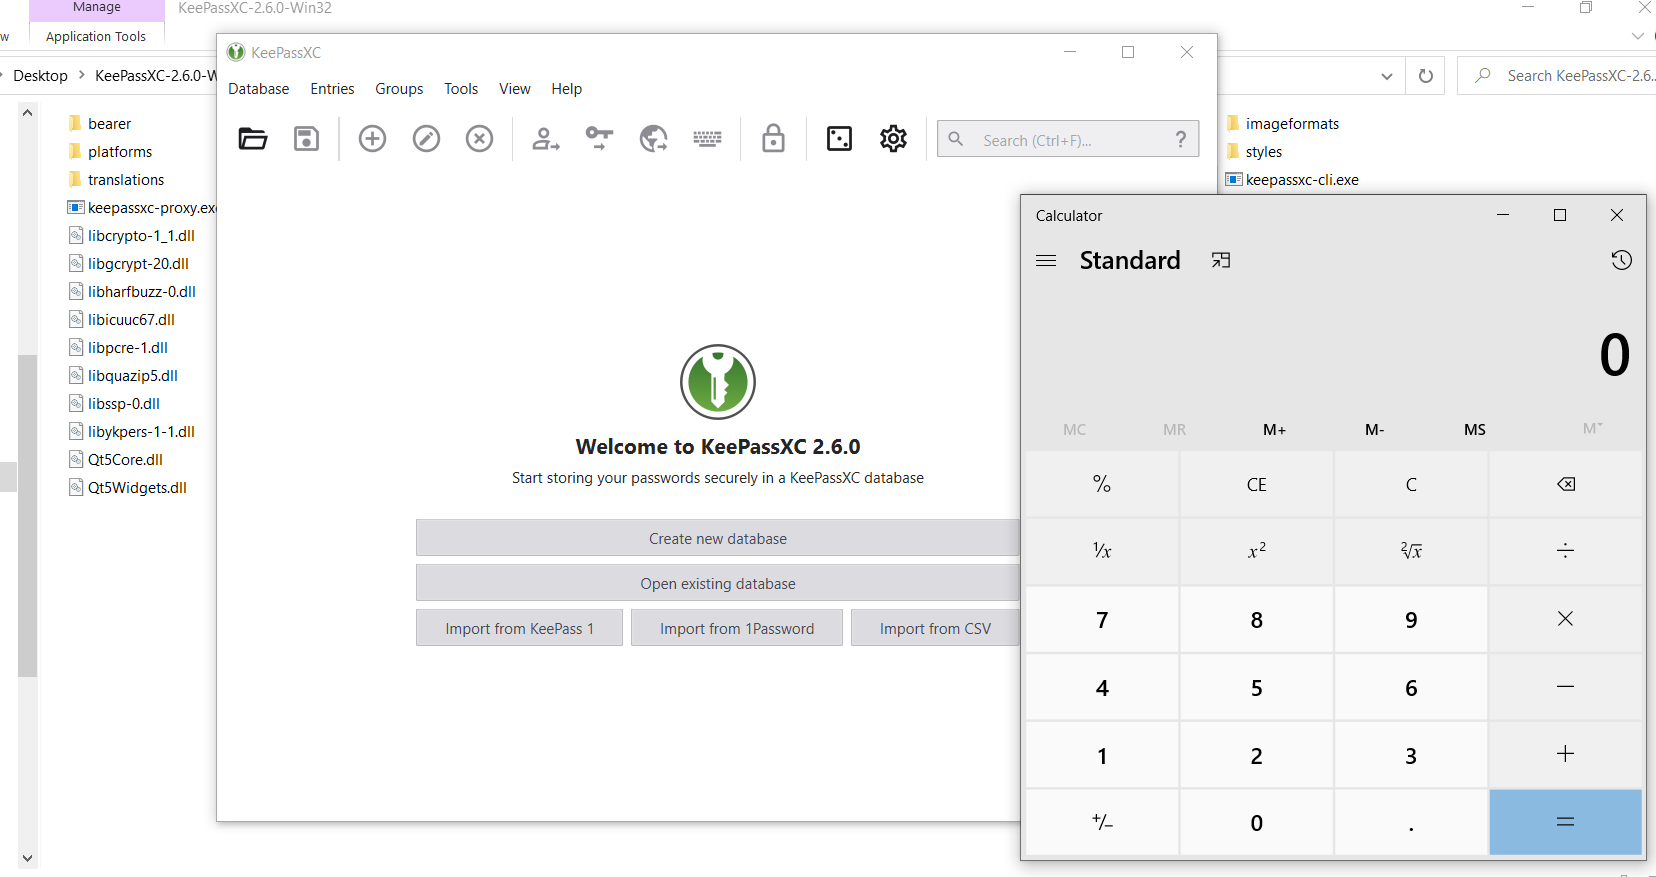 Manage
KeePassXC-2.6.0-Win32
w
Application Tools
Desktop
KeePassXC-2.6.0-W
Search KeePassXC-2.6..
bearer
platforms
translations
keepassxc-proxy.exe
libcrypto-1_1.dll
libgcrypt-20.dll
libharfbuzz-0.dll
libicuuc67.dll
libpcre-1.dll
libquazip5.dll
libssp-0.dll
libykpers-1-1.dll
Qt5Core.dll
Qt5Widgets.dll
imageformats
styles
keepassxc-cli.exe
KeePassXC
Database Entries Groups Tools View Help
Search (Ctrl+F)... ?
Welcome to KeePassXC 2.6.0
Start storing your passwords securely in a KeePassXC database
Create new database
Open existing database
Import from KeePass 1 Import from 1Password Import from CSV
Calculator
Standard
0
MC MR M+ M- MS M˅
% CE C
¹/x x² ²√x ÷
7 8 9 ×
4 5 6 −
1 2 3 +
+/− 0 . =